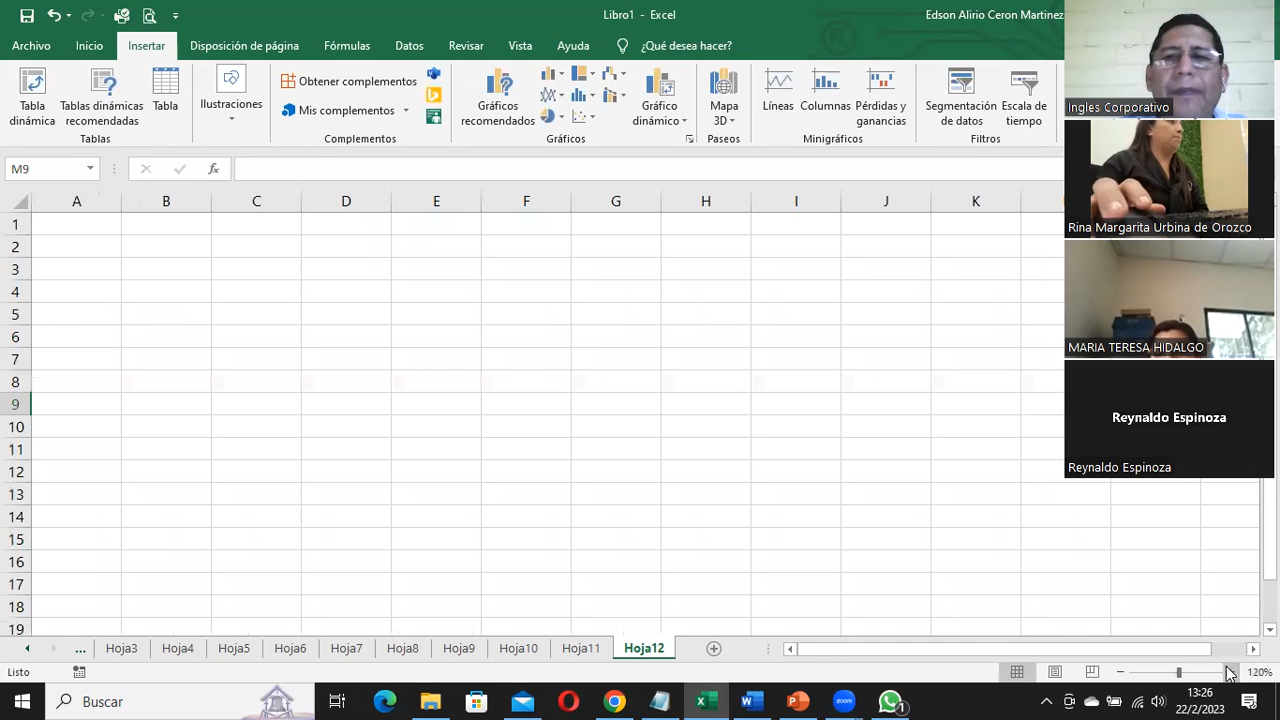 Libro1 - Excel
Edson Alirio Ceron Martinez
Archivo
Inicio
Insertar
Disposición de página
Fórmulas
Datos
Revisar
Vista
Ayuda
¿Qué desea hacer?
Tabla dinámica
Tablas dinámicas recomendadas
Tabla
Tablas
Ilustraciones
Obtener complementos
Mis complementos
Complementos
Gráficos recomendados
Gráfico dinámico
Gráficos
Mapa 3D
Paseos
Líneas
Columnas
Pérdidas y ganancias
Minigráficos
Segmentación de datos
Escala de tiempo
Filtros
Ingles Corporativo
Rina Margarita Urbina de Orozco
MARIA TERESA HIDALGO
Reynaldo Espinoza
Reynaldo Espinoza
M9
fx
A B C D E F G H I J K
1
2
3
4
5
6
7
8
9
10
11
12
13
14
15
16
17
18
19
... Hoja3 Hoja4 Hoja5 Hoja6 Hoja7 Hoja8 Hoja9 Hoja10 Hoja11 Hoja12
Listo
120%
Buscar
zoom
1
13:26
22/2/2023